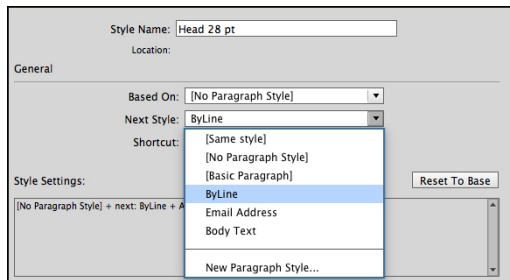 Style Name: Head 28 pt
Location:
General
Based On: [No Paragraph Style]
Next Style: ByLine
Shortcut:
[Same style]
[No Paragraph Style]
[Basic Paragraph]
ByLine
Email Address
Body Text
New Paragraph Style...
Style Settings:
Reset To Base
[No Paragraph Style] + next: ByLine + A